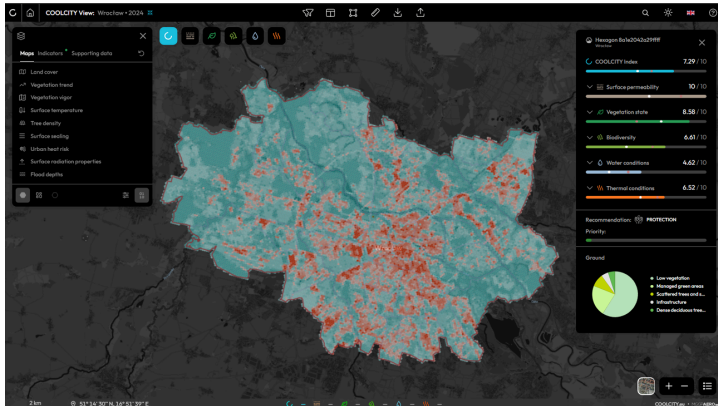 COOLCITY View: Wrocław • 2024
Maps Indicators Supporting data
Land cover
Vegetation trend
Vegetation vigor
Surface temperature
Tree density
Surface sealing
Urban heat risk
Surface radiation properties
Flood depths
Hexagon 8a1e2042a29ffff
Wrocław
COOLCITY Index 7.29 / 10
Surface permeability 10 / 10
Vegetation state 8.58 / 10
Biodiversity 6.61 / 10
Water conditions 4.62 / 10
Thermal conditions 6.52 / 10
Recommendation: PROTECTION
Priority:
Ground
Low vegetation
Managed green areas
Scattered trees and s...
Infrastructure
Dense deciduous tree...
2 km
51° 14' 30" N, 16° 51' 39" E